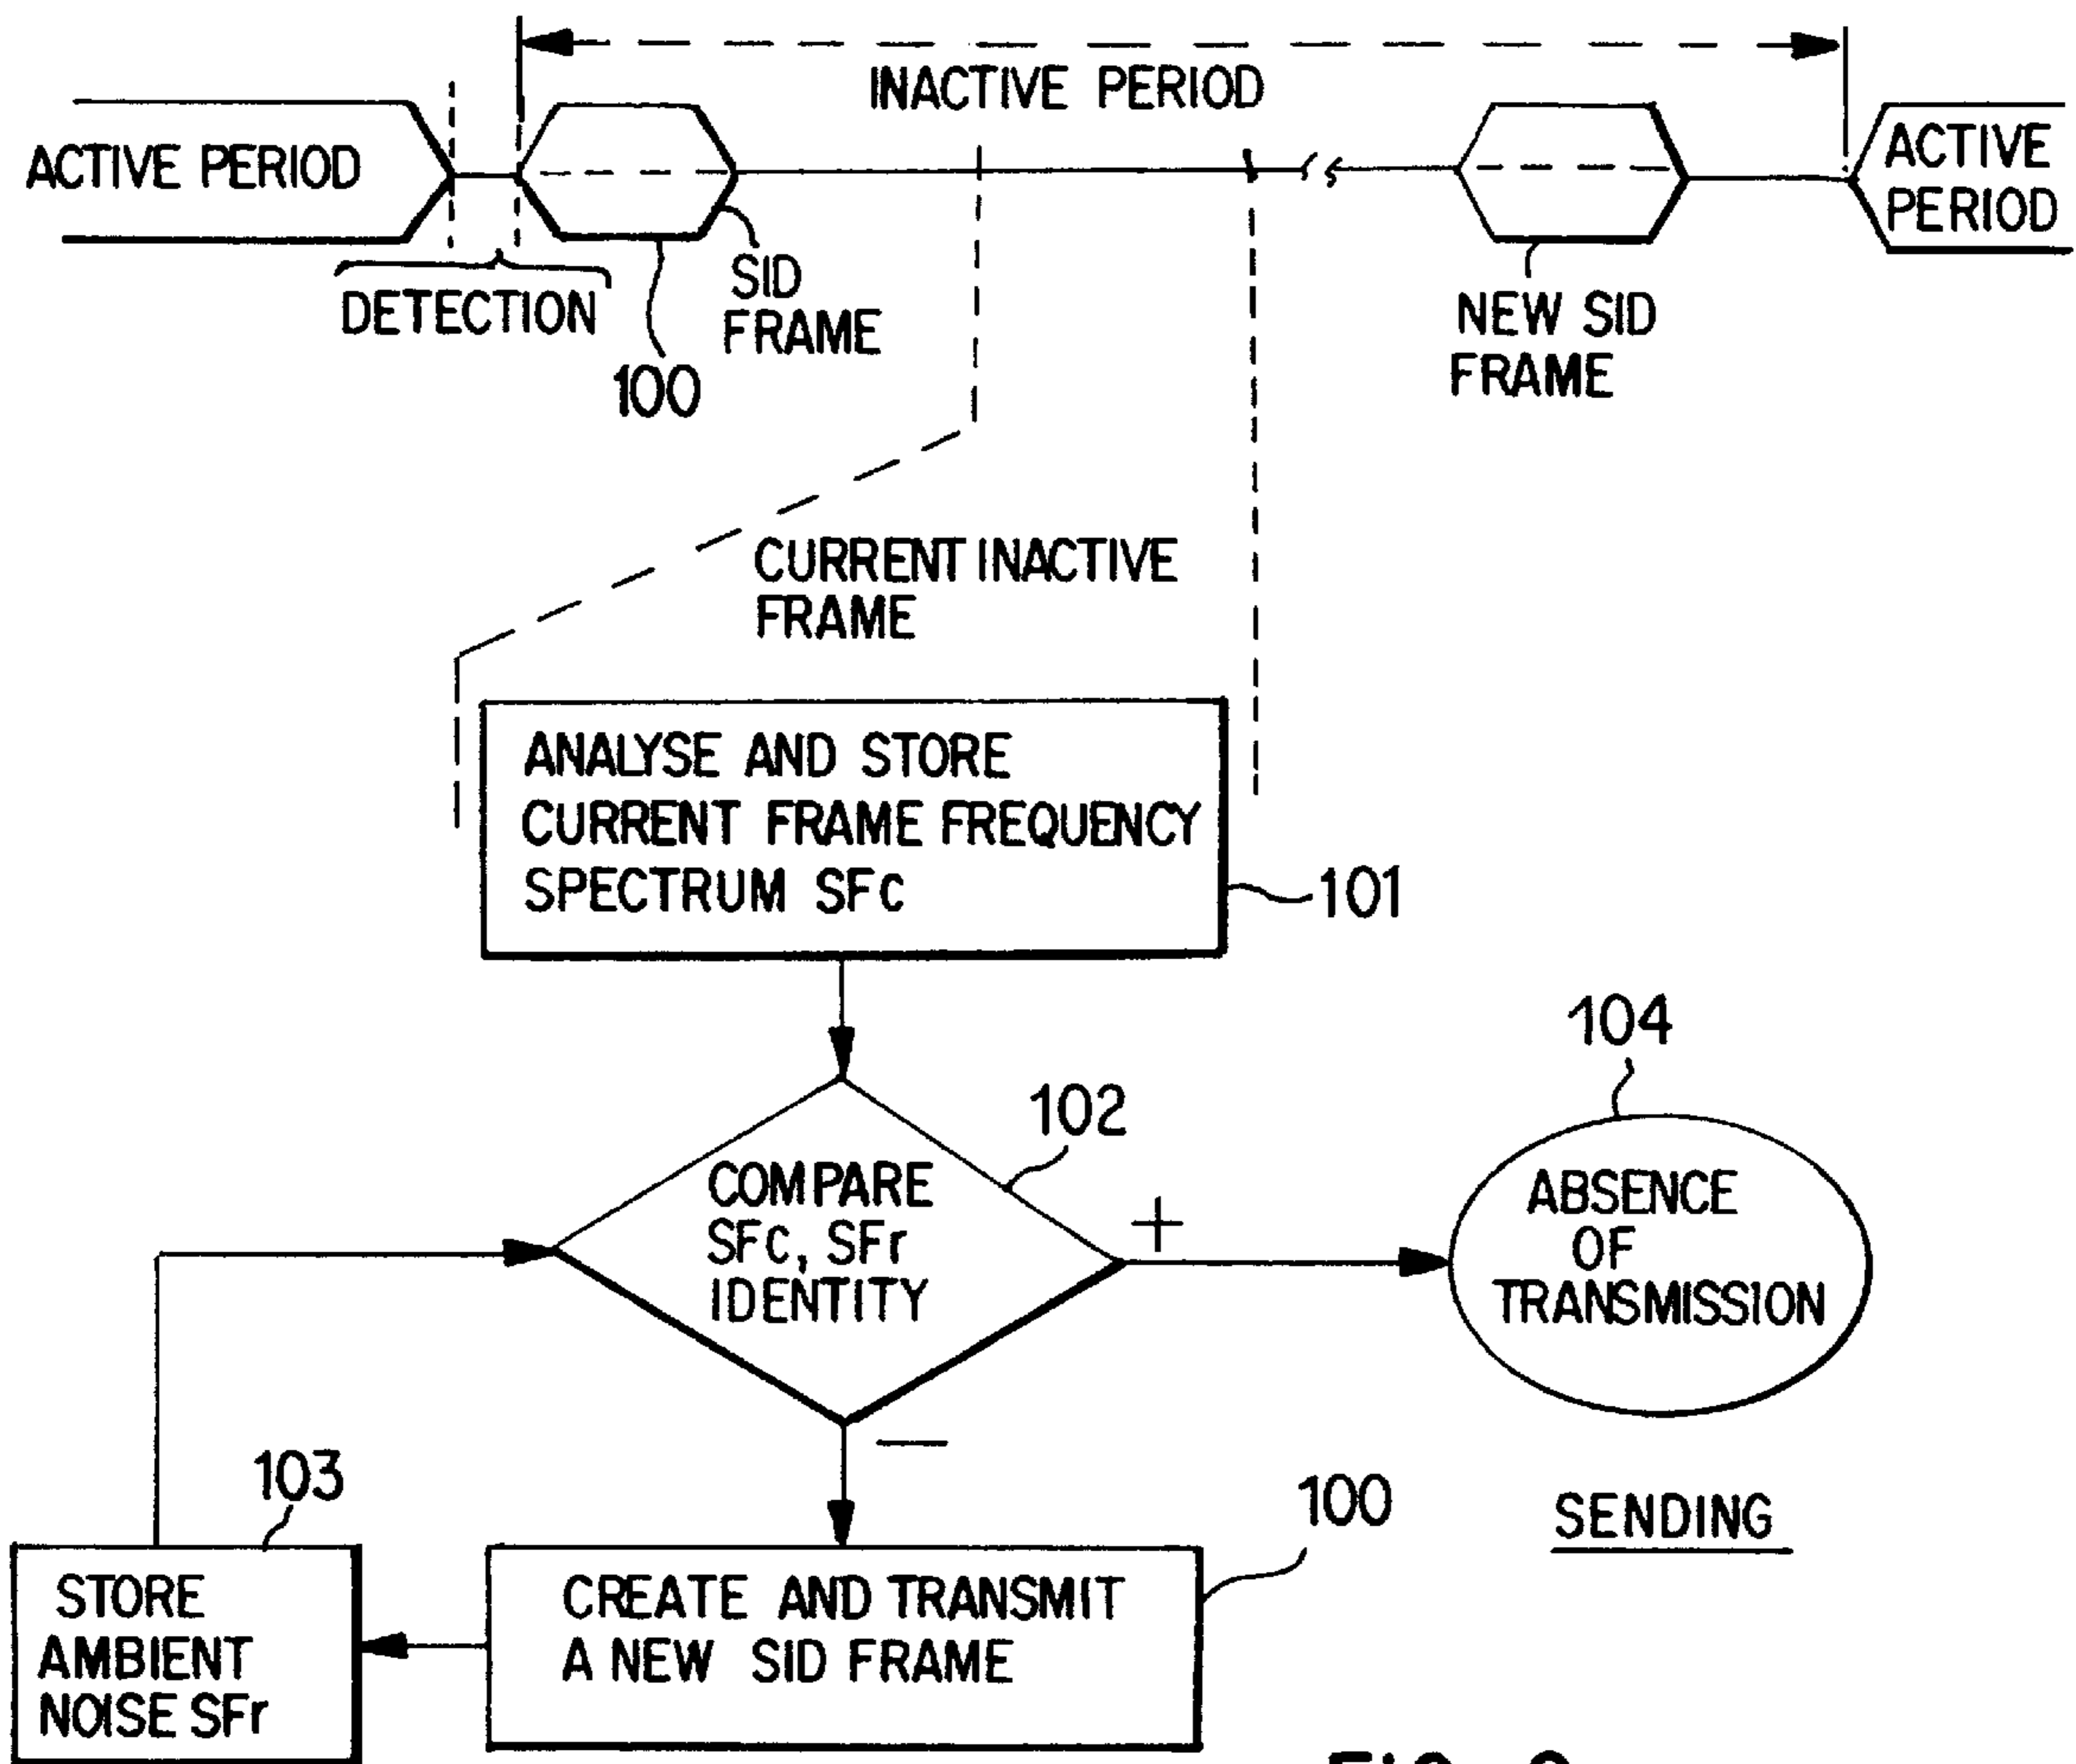 INACTIVE PERIOD
ACTIVE PERIOD
ACTIVE
PERIOD
DETECTION
SID
FRAME
100
NEW SID
FRAME
CURRENT INACTIVE
FRAME
ANALYSE AND STORE
CURRENT FRAME FREQUENCY
SPECTRUM SFc
101
102
COMPARE
SFc, SFr
IDENTITY
+
104
ABSENCE
OF
TRANSMISSION
—
103
STORE
AMBIENT
NOISE SFr
100
CREATE AND TRANSMIT
A NEW SID FRAME
SENDING